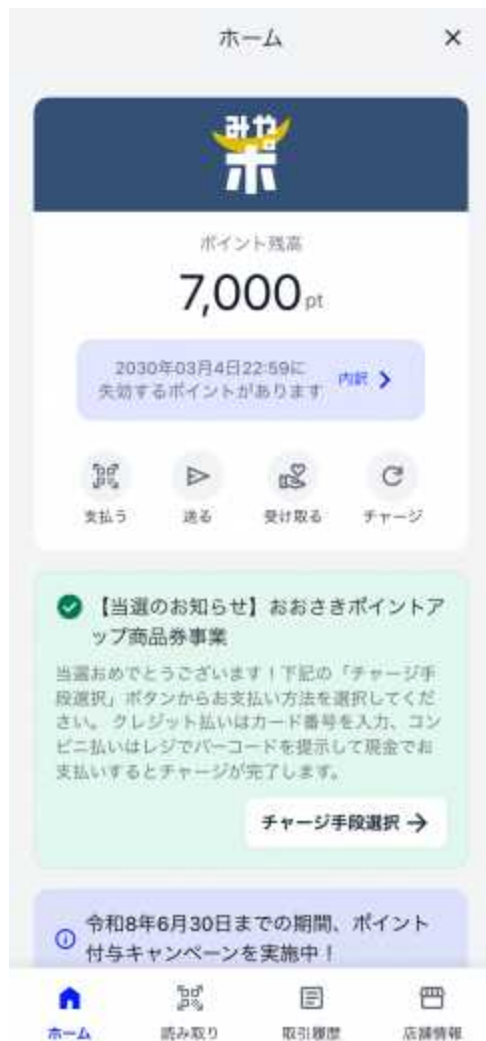 ホーム
みやポ
ポイント残高
7,000 pt
2030年03月4日22:59に
失効するポイントがあります
内訳
支払う 送る 受け取る チャージ
【当選のお知らせ】おおさきポイントア
ップ商品券事業
当選おめでとうございます！下記の「チャージ手
段選択」ボタンからお支払い方法を選択してくだ
さい。 クレジット払いはカード番号を入力、コン
ビニ払いはレジでバーコードを提示して現金でお
支払いするとチャージが完了します。
チャージ手段選択 →
令和8年6月30日までの期間、ポイント
付与キャンペーンを実施中！
ホーム 読み取り 取引履歴 店舗情報